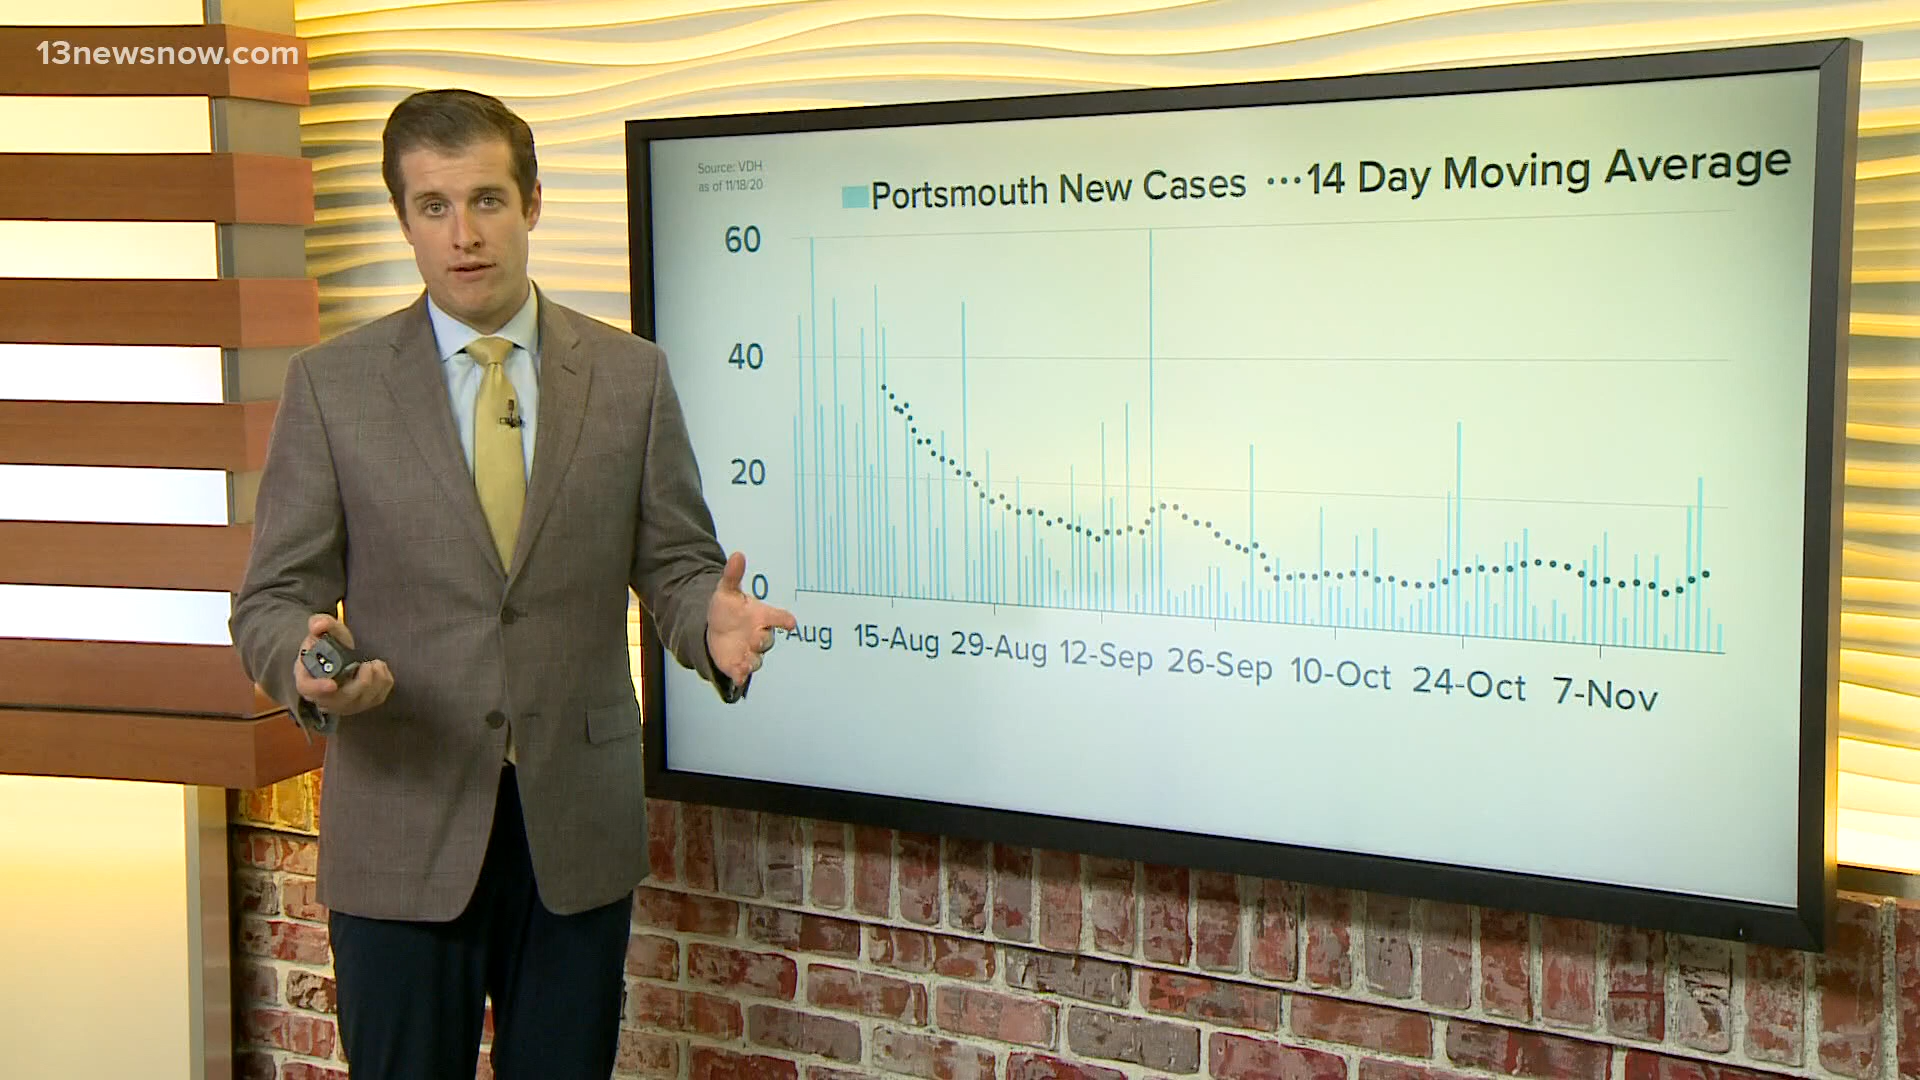 13newsnow.com
Source: VDH
as of 11/18/20
Portsmouth New Cases ···14 Day Moving Average
60
40
20
0
-Aug 15-Aug 29-Aug 12-Sep 26-Sep 10-Oct 24-Oct 7-Nov